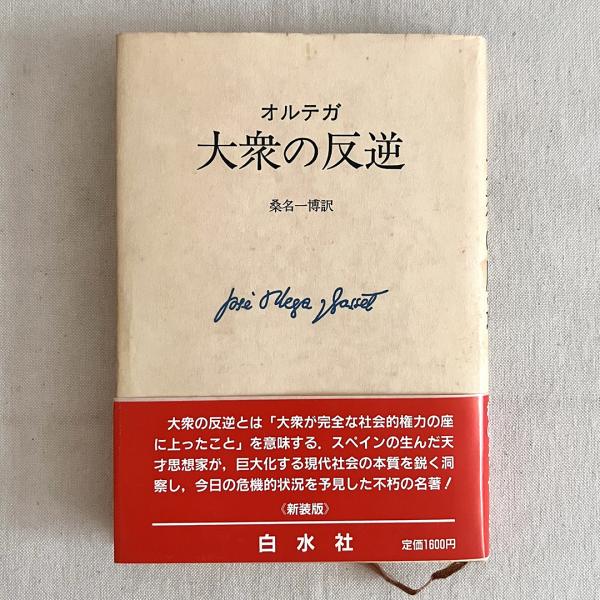 オルテガ
大衆の反逆
桑名一博訳
José Ortega y Gasset
大衆の反逆とは「大衆が完全な社会的権力の座
に上ったこと」を意味する．スペインの生んだ天
才思想家が，巨大化する現代社会の本質を鋭く洞
察し，今日の危機的状況を予見した不朽の名著！
《新装版》
白水社
定価1600円